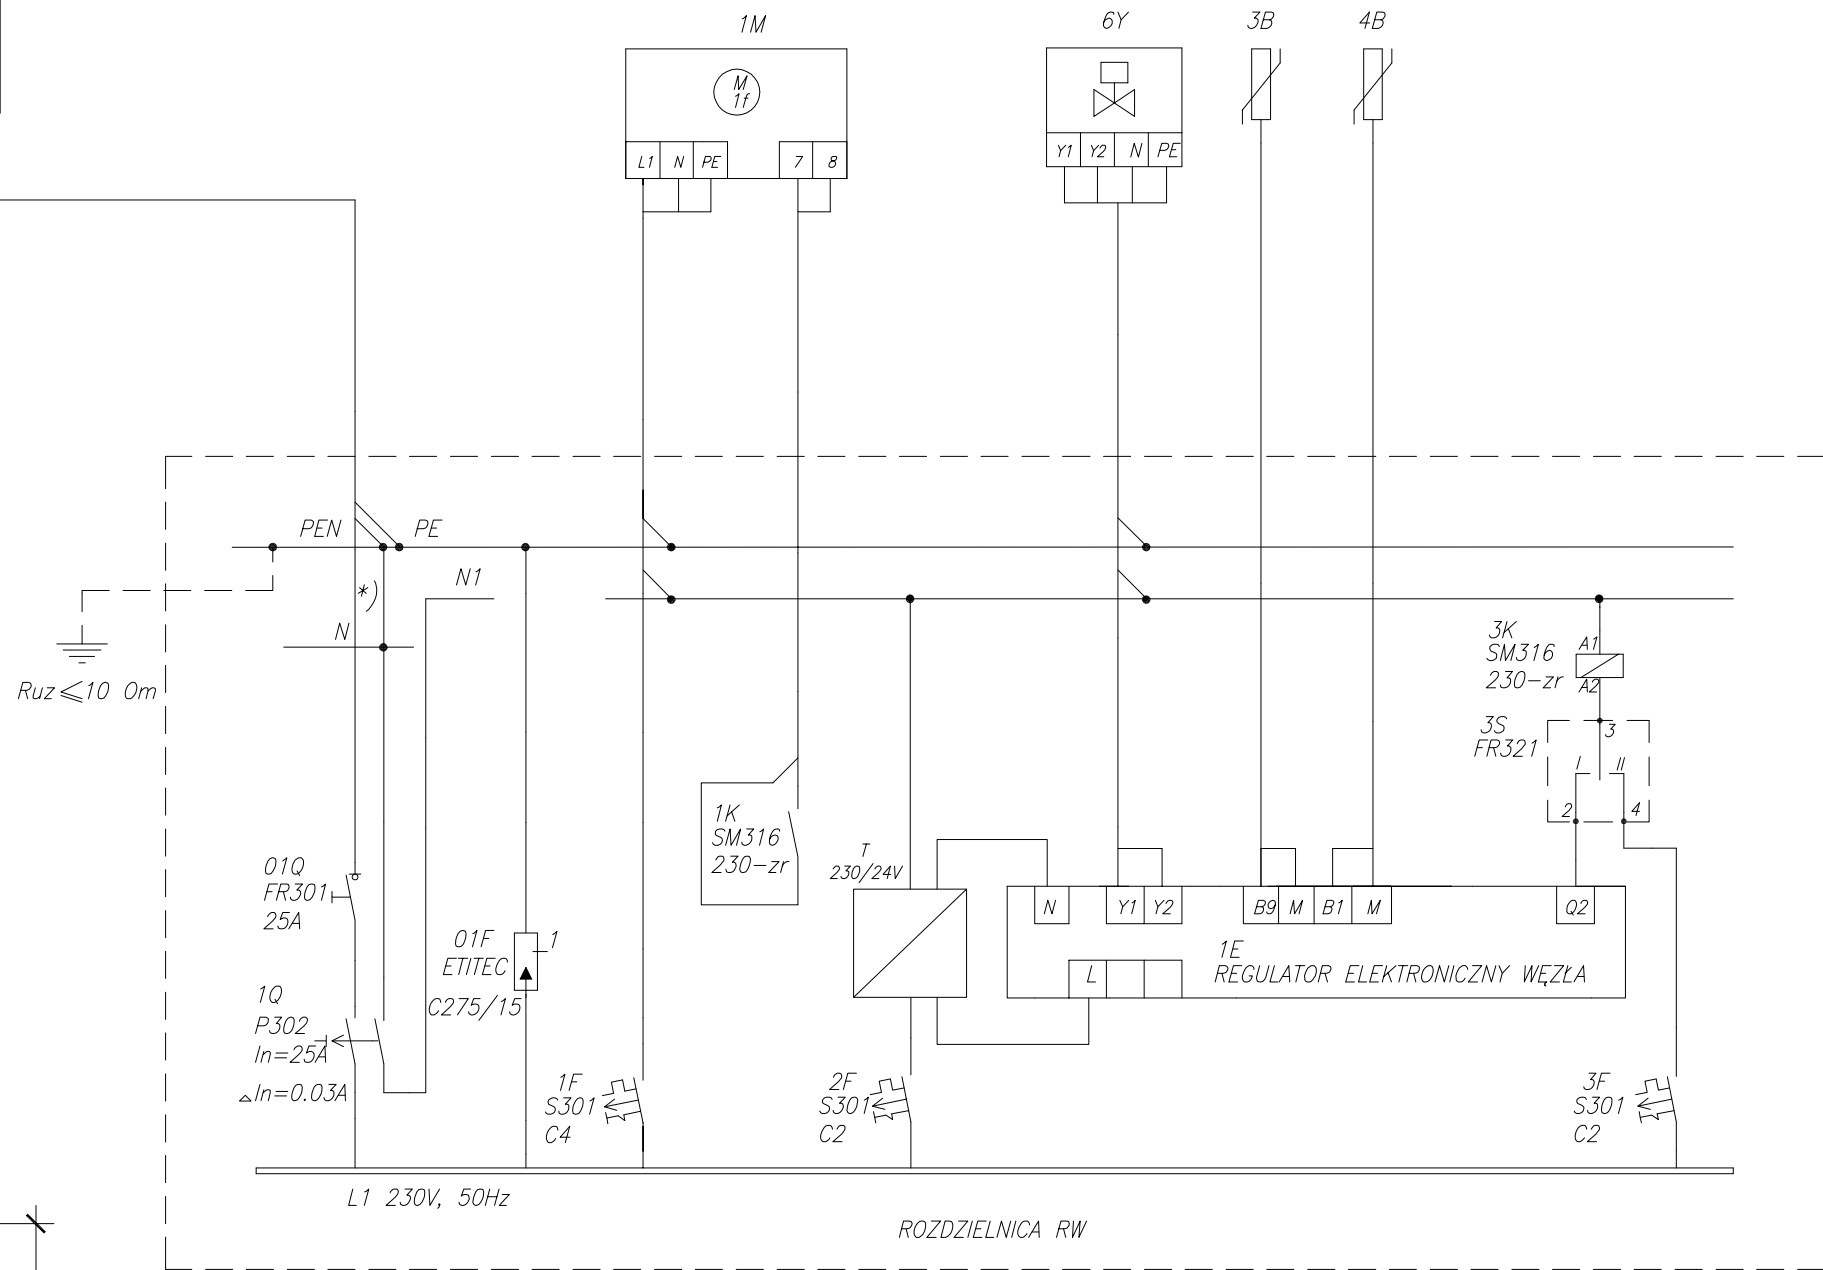 1M
6Y
3B
4B
M
1f
L1 N PE 7 8
Y1 Y2 N PE
PEN PE
*)
N1
N
Ruz⩽10 Om
3K
SM316
230-zr
A1
A2
3S
FR321
3
I II
2 4
1K
SM316
230-zr
T
230/24V
01Q
FR301
25A
01F
ETITEC
C275/15
1
1Q
P302
In=25A
△In=0.03A
N Y1 Y2 B9 M B1 M Q2
L
1E
REGULATOR ELEKTRONICZNY WĘZŁA
1F
S301
C4
2F
S301
C2
3F
S301
C2
L1 230V, 50Hz
ROZDZIELNICA RW